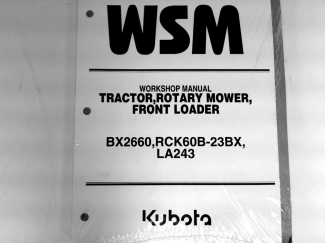 WSM
WORKSHOP MANUAL
TRACTOR,ROTARY MOWER,
FRONT LOADER
BX2660,RCK60B-23BX,
LA243
Kubota